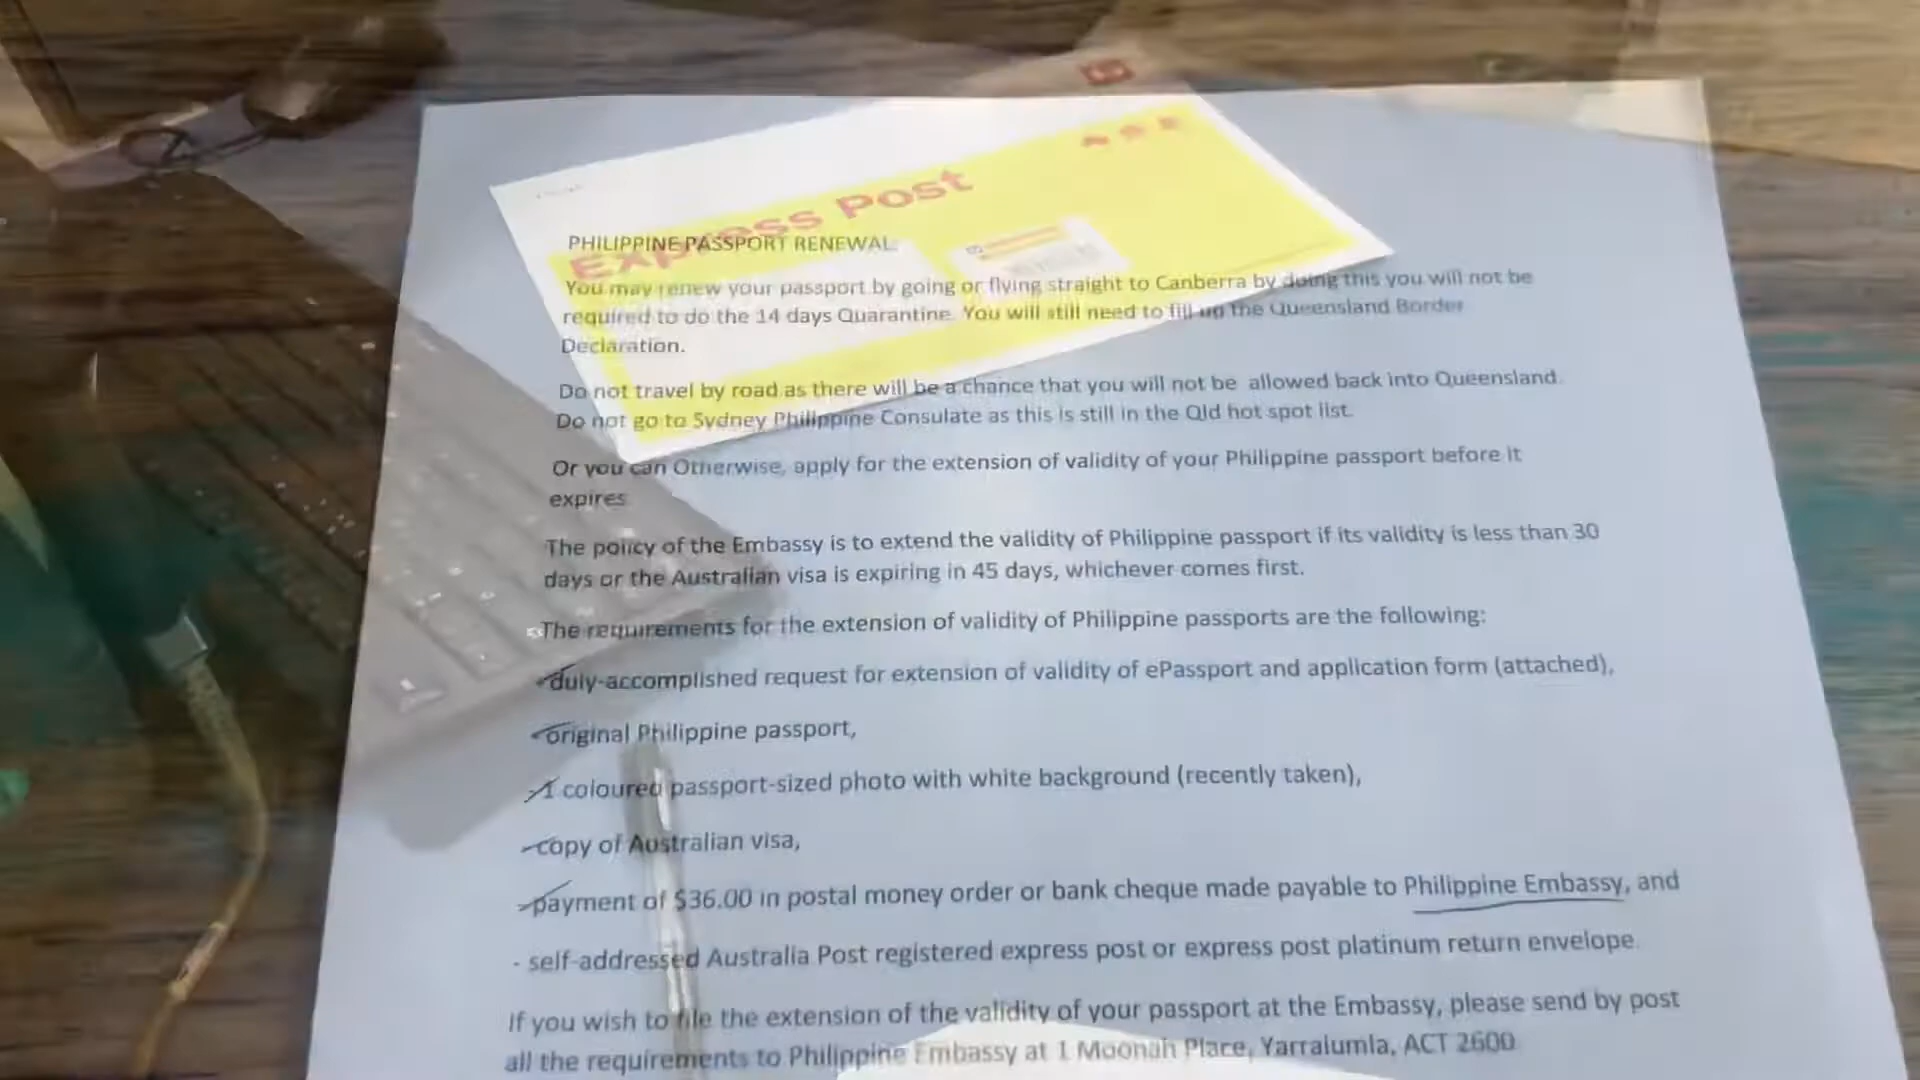 Express Post
PHILIPPINE PASSPORT RENEWAL:
You may renew your passport by going or flying straight to Canberra by doing this you will not be
required to do the 14 days Quarantine. You will still need to fill up the Queensland Border
Declaration.
Do not travel by road as there will be a chance that you will not be allowed back into Queensland.
Do not go to Sydney Philippine Consulate as this is still in the Qld hot spot list.
Or you can Otherwise, apply for the extension of validity of your Philippine passport before it
expires.
The policy of the Embassy is to extend the validity of Philippine passport if its validity is less than 30
days or the Australian visa is expiring in 45 days, whichever comes first.
The requirements for the extension of validity of Philippine passports are the following:
-duly-accomplished request for extension of validity of ePassport and application form (attached),
-original Philippine passport,
-1 coloured passport-sized photo with white background (recently taken),
-copy of Australian visa,
-payment of $36.00 in postal money order or bank cheque made payable to Philippine Embassy, and
- self-addressed Australia Post registered express post or express post platinum return envelope.
If you wish to file the extension of the validity of your passport at the Embassy, please send by post
all the requirements to Philippine Embassy at 1 Moonah Place, Yarralumla, ACT 2600